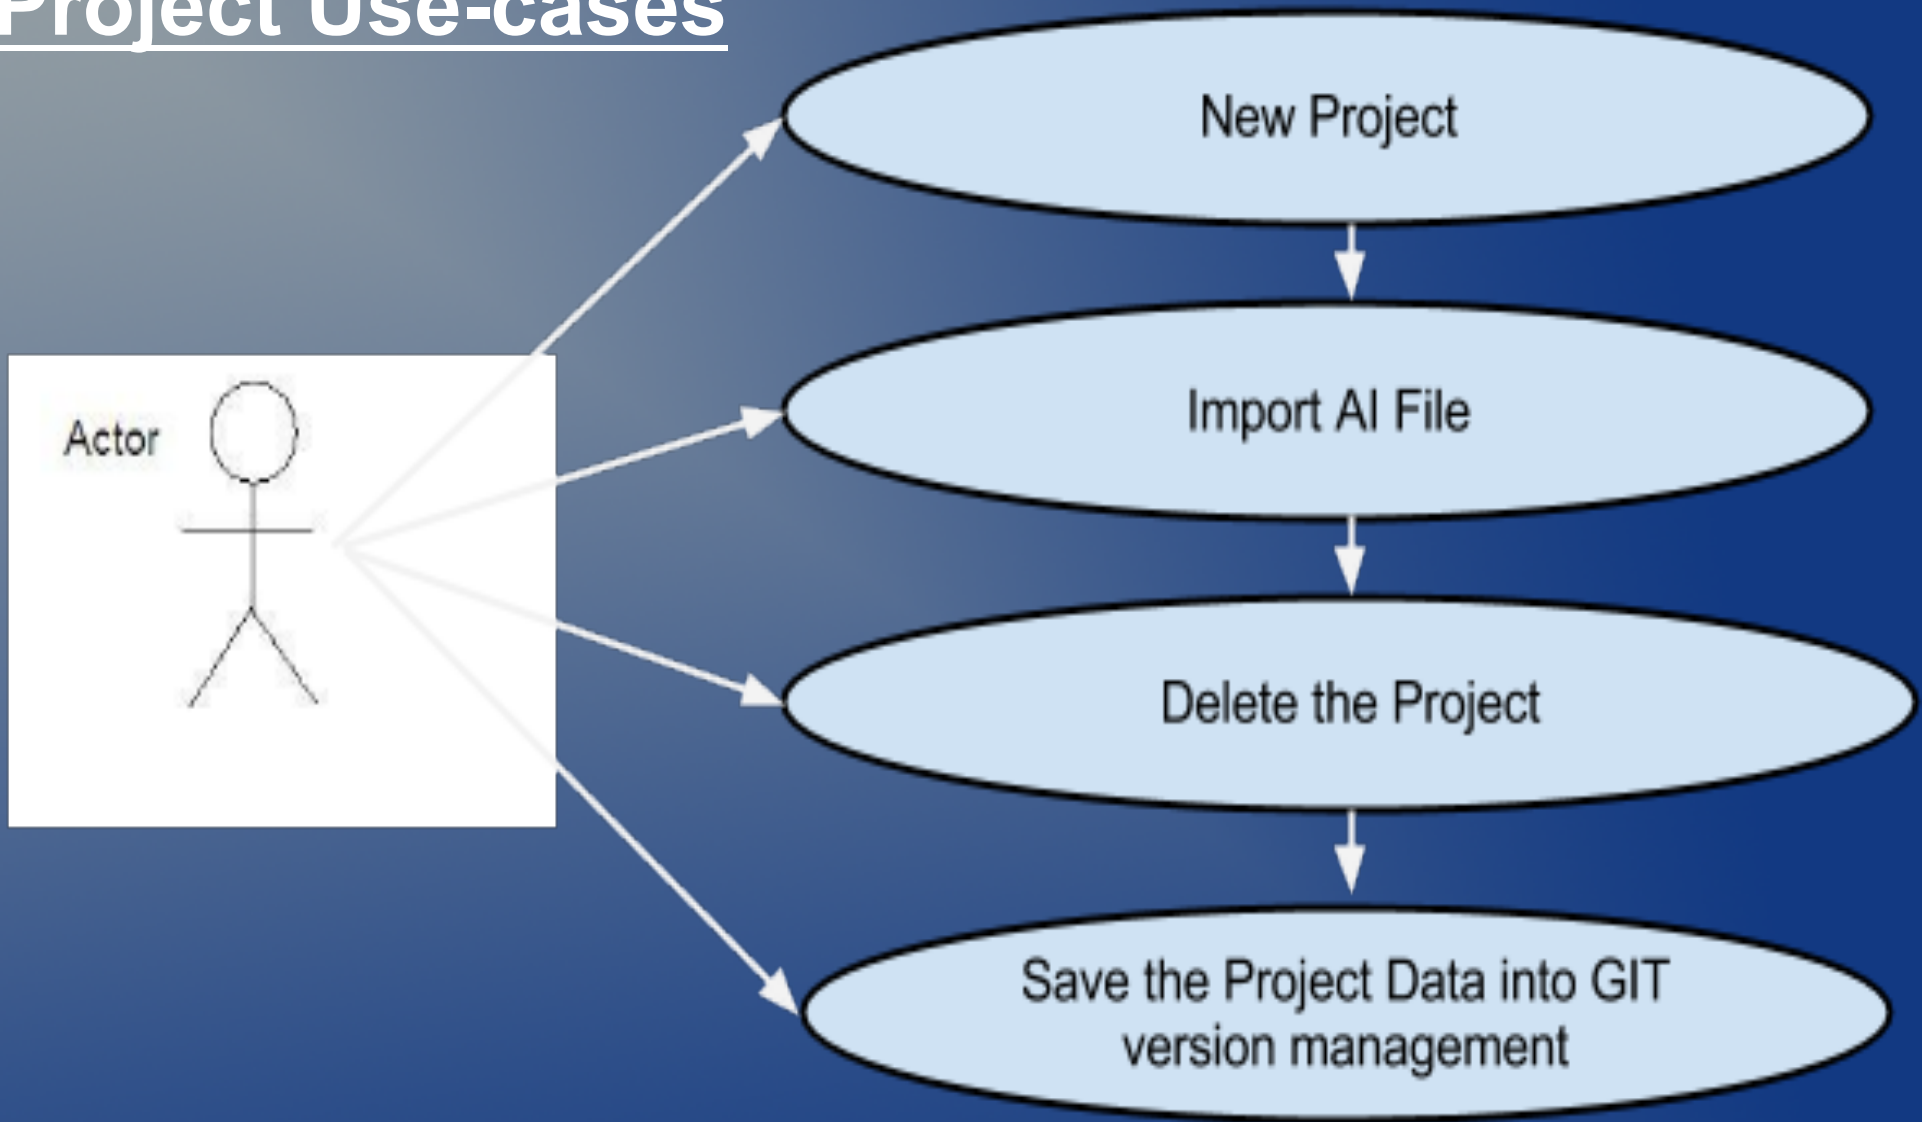 Project Use-cases
New Project
Import AI File
Actor
Delete the Project
Save the Project Data into GIT
version management